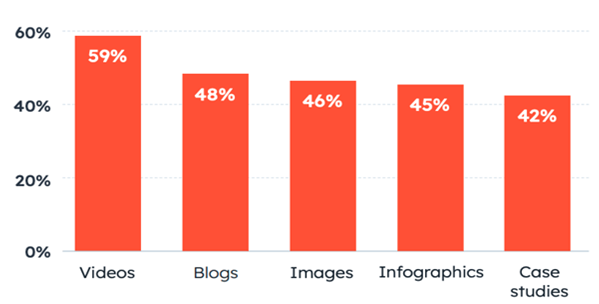 60%
40%
20%
0%
59%
48%
46%
45%
42%
Videos
Blogs
Images
Infographics
Case
studies